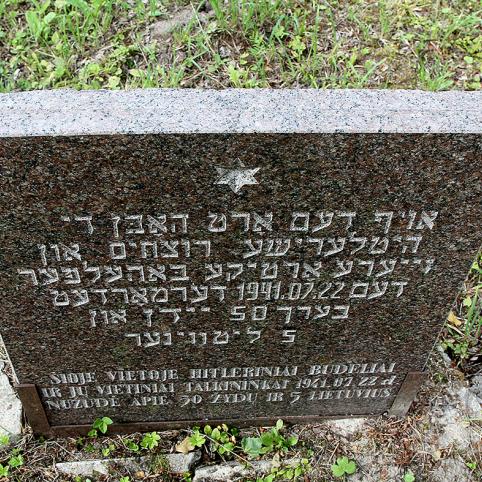 אויף דעם ארט האבן די
היטלערישע רוצחים און
זייערע ארטיקע בארעלפער
דעם 1941.07.22 דערמארדעט
בערך 50 יידן און
5 ליטווינער
ŠIOJE VIETOJE HITLERINIAI BUDELIAI
IR JŲ VIETINIAI TALKININKAI 1941.07.22 d
NUŽUDĖ APIE 50 ŽYDŲ IR 5 LIETUVIUS